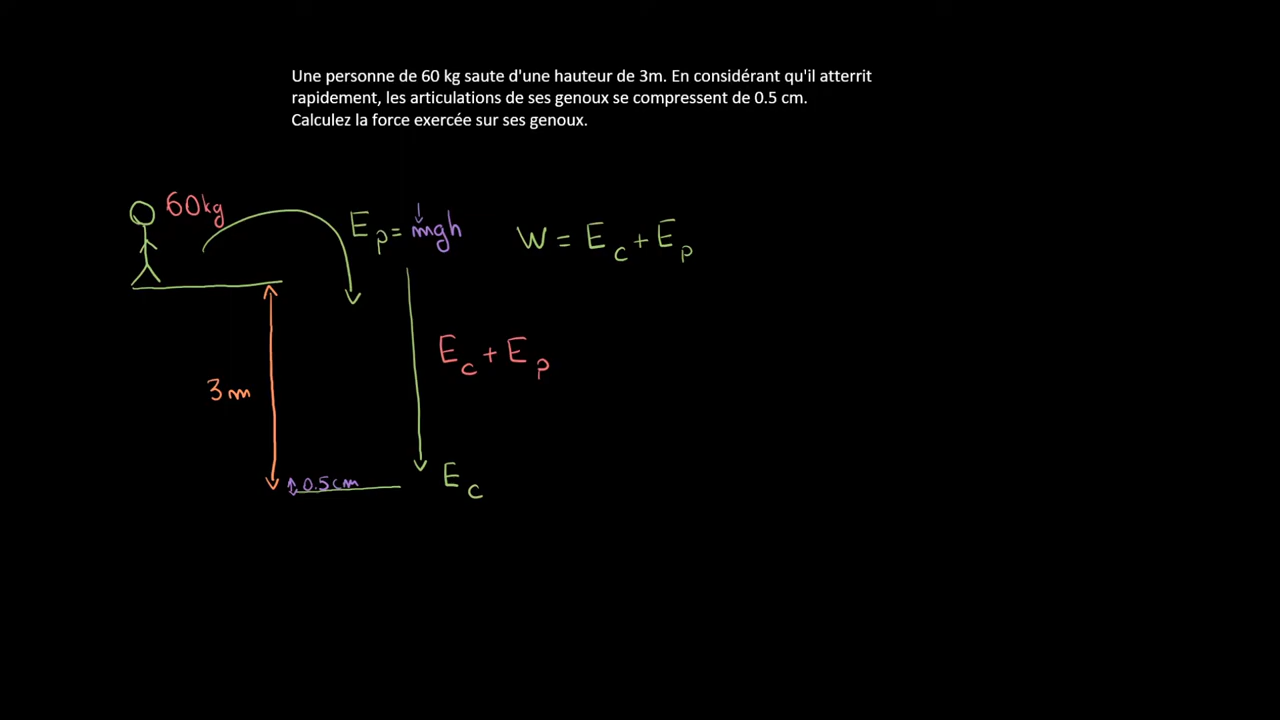 Une personne de 60 kg saute d'une hauteur de 3m. En considérant qu'il atterrit
rapidement, les articulations de ses genoux se compressent de 0.5 cm.
Calculez la force exercée sur ses genoux.
60kg
Ep = mgh
W = Ec + Ep
Ec + Ep
3m
0.5cm
Ec